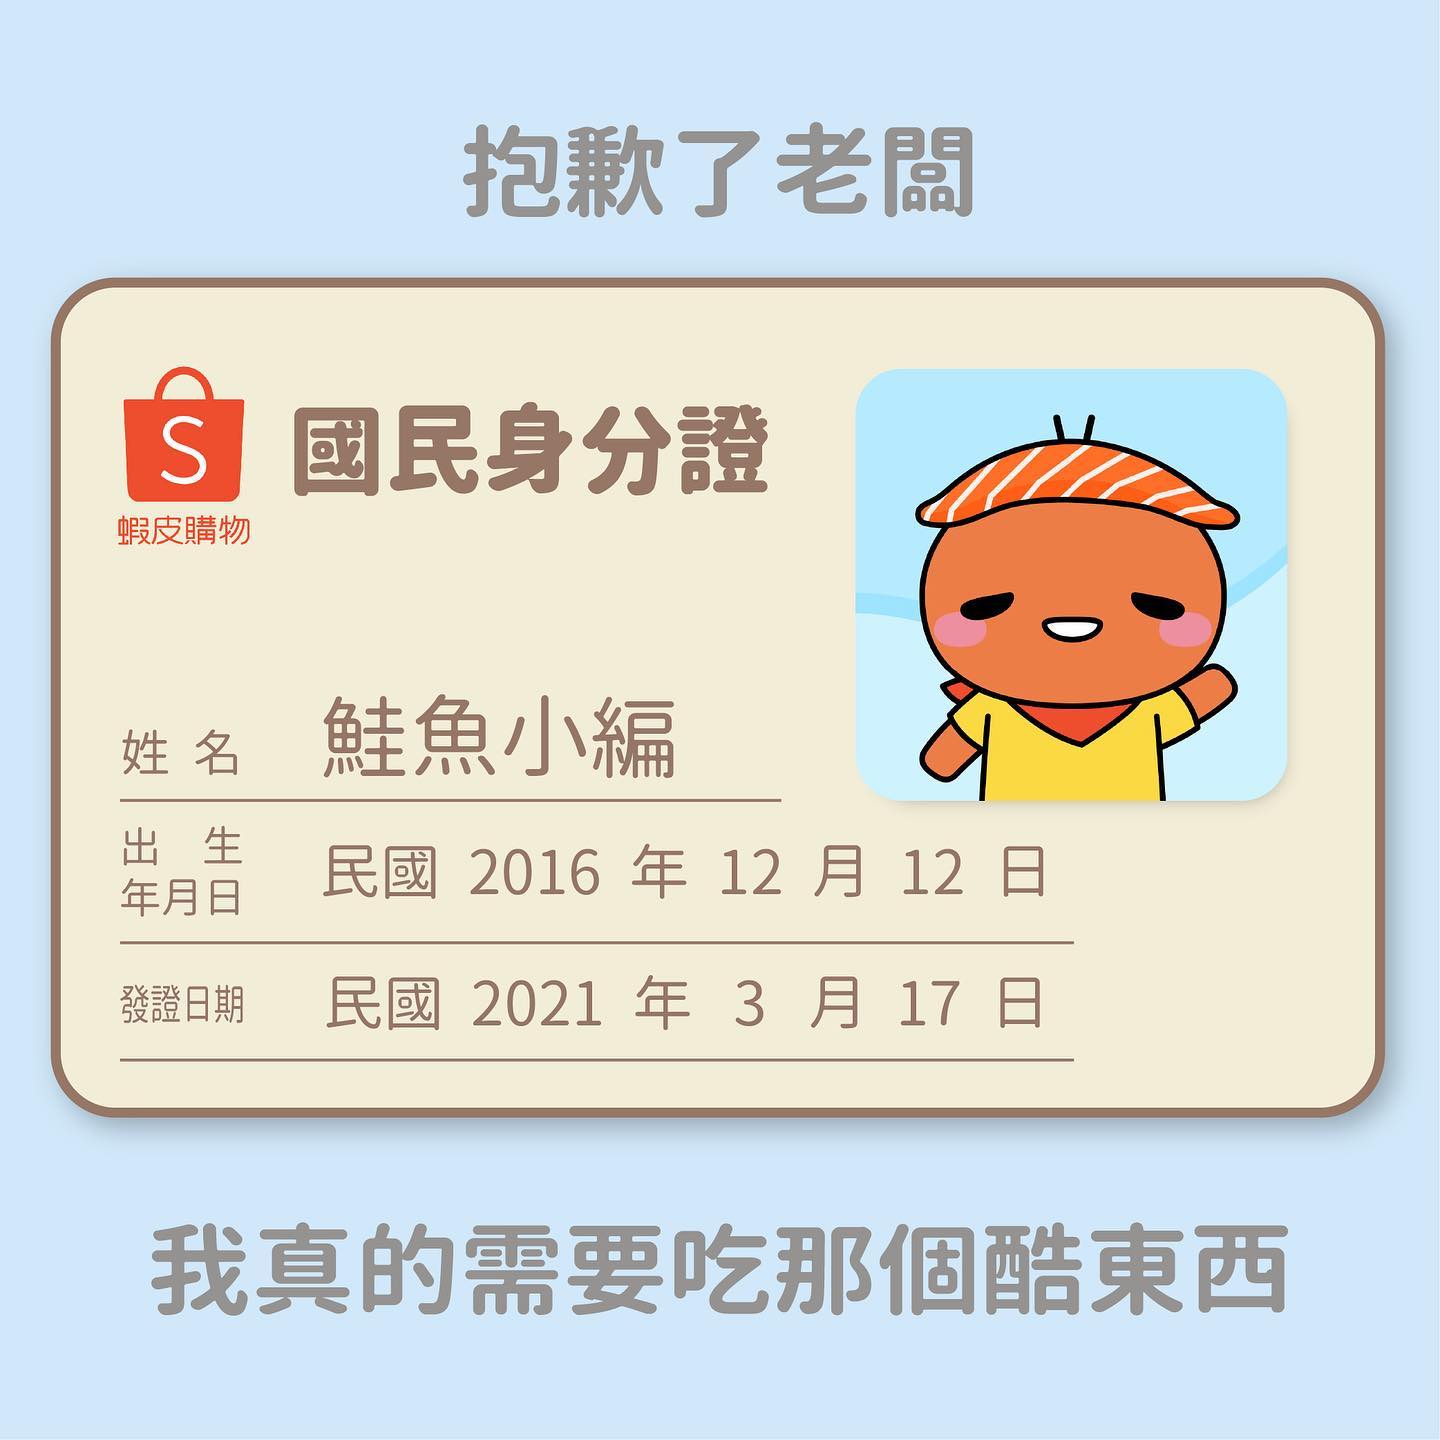 抱歉了老闆
S
蝦皮購物
國民身分證
姓名 鮭魚小編
出生年月日 民國 2016 年 12 月 12 日
發證日期 民國 2021 年 3 月 17 日
我真的需要吃那個酷東西